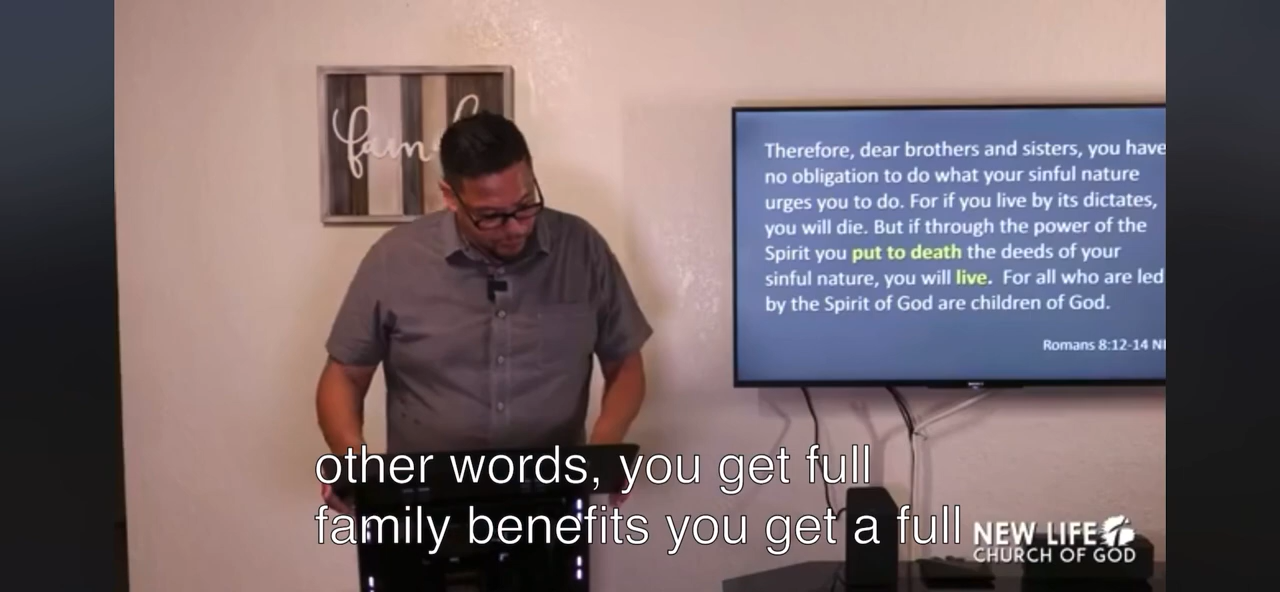 Therefore, dear brothers and sisters, you have
no obligation to do what your sinful nature
urges you to do. For if you live by its dictates,
you will die. But if through the power of the
Spirit you put to death the deeds of your
sinful nature, you will live. For all who are led
by the Spirit of God are children of God.
Romans 8:12-14
other words, you get full
family benefits you get a full
NEW LIFE
CHURCH OF GOD